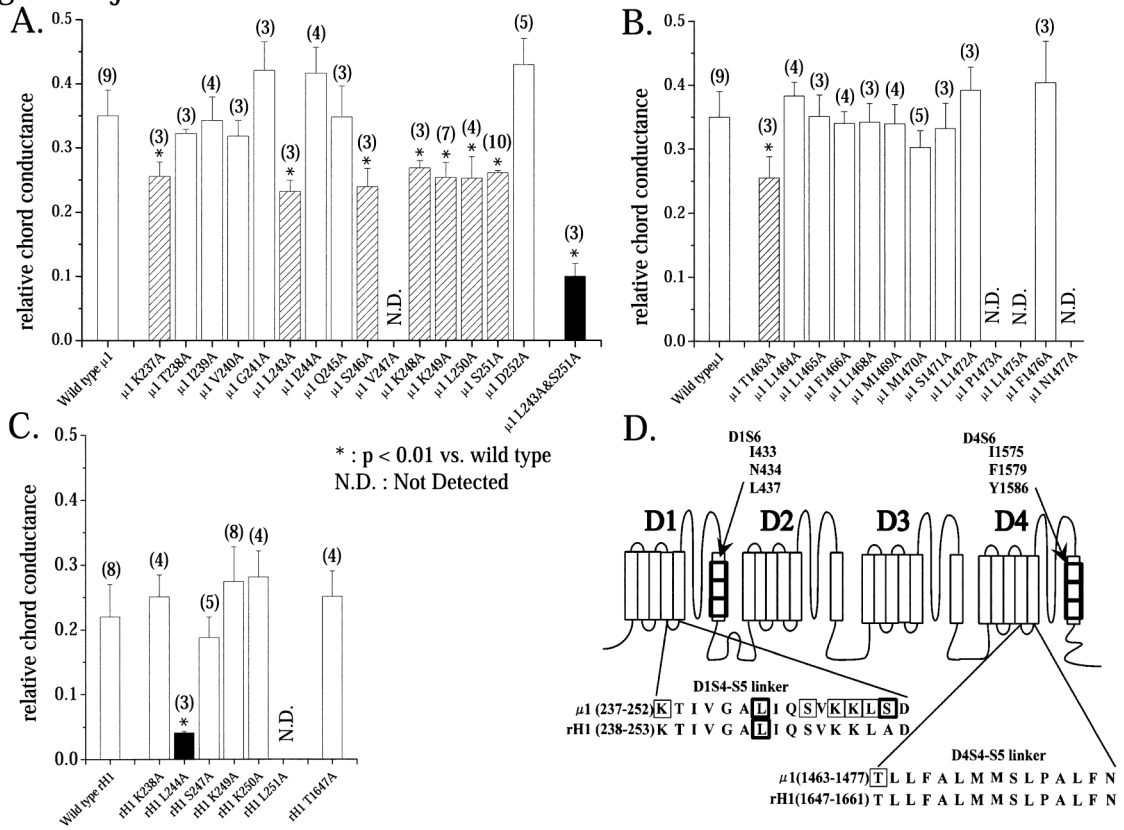 A.
relative chord conductance
0.5
0.4
0.3
0.2
0.1
0.0
(9)
(3)
*
(3)
(4)
(3)
(3)
(3)
*
(4)
(3)
(3)
*
N.D.
(3)
*
(7)
*
(4)
*
(10)
*
(5)
(3)
*
Wild type μ1
μ1 K237A
μ1 T238A
μ1 I239A
μ1 V240A
μ1 G241A
μ1 L243A
μ1 I244A
μ1 Q245A
μ1 S246A
μ1 V247A
μ1 K248A
μ1 K249A
μ1 L250A
μ1 S251A
μ1 D252A
μ1 L243A&S251A
B.
relative chord conductance
0.5
0.4
0.3
0.2
0.1
0.0
(9)
(3)
*
(4)
(3)
(4)
(3)
(4)
(5)
(3)
(3)
N.D.
N.D.
(3)
N.D.
Wild typeμ1
μ1 T1463A
μ1 L1464A
μ1 L1465A
μ1 F1466A
μ1 L1468A
μ1 M1469A
μ1 M1470A
μ1 S1471A
μ1 L1472A
μ1 P1473A
μ1 L1475A
μ1 F1476A
μ1 N1477A
C.
relative chord conductance
0.5
0.4
0.3
0.2
0.1
0.0
(8)
(4)
(3)
*
(5)
(8)
(4)
N.D.
(4)
Wild type rH1
rH1 K238A
rH1 L244A
rH1 S247A
rH1 K249A
rH1 K250A
rH1 L251A
rH1 T1647A
* : p < 0.01 vs. wild type
N.D. : Not Detected
D.
D1S6
I433
N434
L437
D4S6
I1575
F1579
Y1586
D1
D2
D3
D4
D1S4-S5 linker
μ1 (237-252) K T I V G A L I Q S V K K L S D
rH1 (238-253) K T I V G A L I Q S V K K L A D
D4S4-S5 linker
μ1(1463-1477) T L L F A L M M S L P A L F N
rH1(1647-1661) T L L F A L M M S L P A L F N